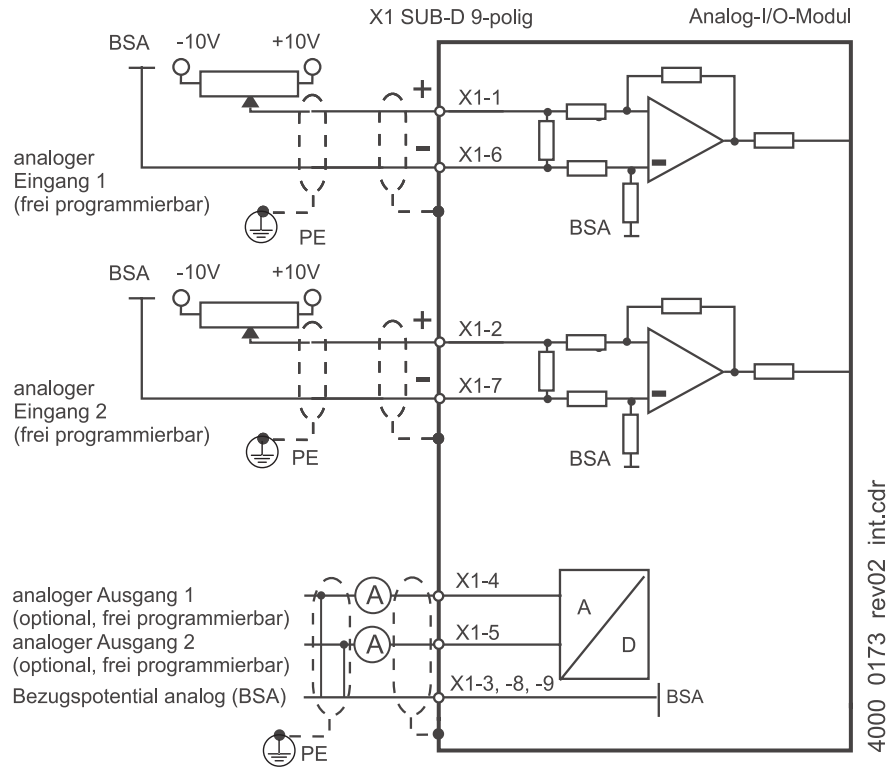 X1 SUB-D 9-polig
Analog-I/O-Modul
BSA
-10V
+10V
+
X1-1
-
X1-6
analoger
Eingang 1
(frei programmierbar)
PE
BSA
BSA
-10V
+10V
+
X1-2
-
X1-7
analoger
Eingang 2
(frei programmierbar)
PE
BSA
analoger Ausgang 1
(optional, frei programmierbar)
A
X1-4
analoger Ausgang 2
(optional, frei programmierbar)
A
X1-5
A
D
Bezugspotential analog (BSA)
X1-3, -8, -9
BSA
PE
4000 0173 rev02 int.cdr